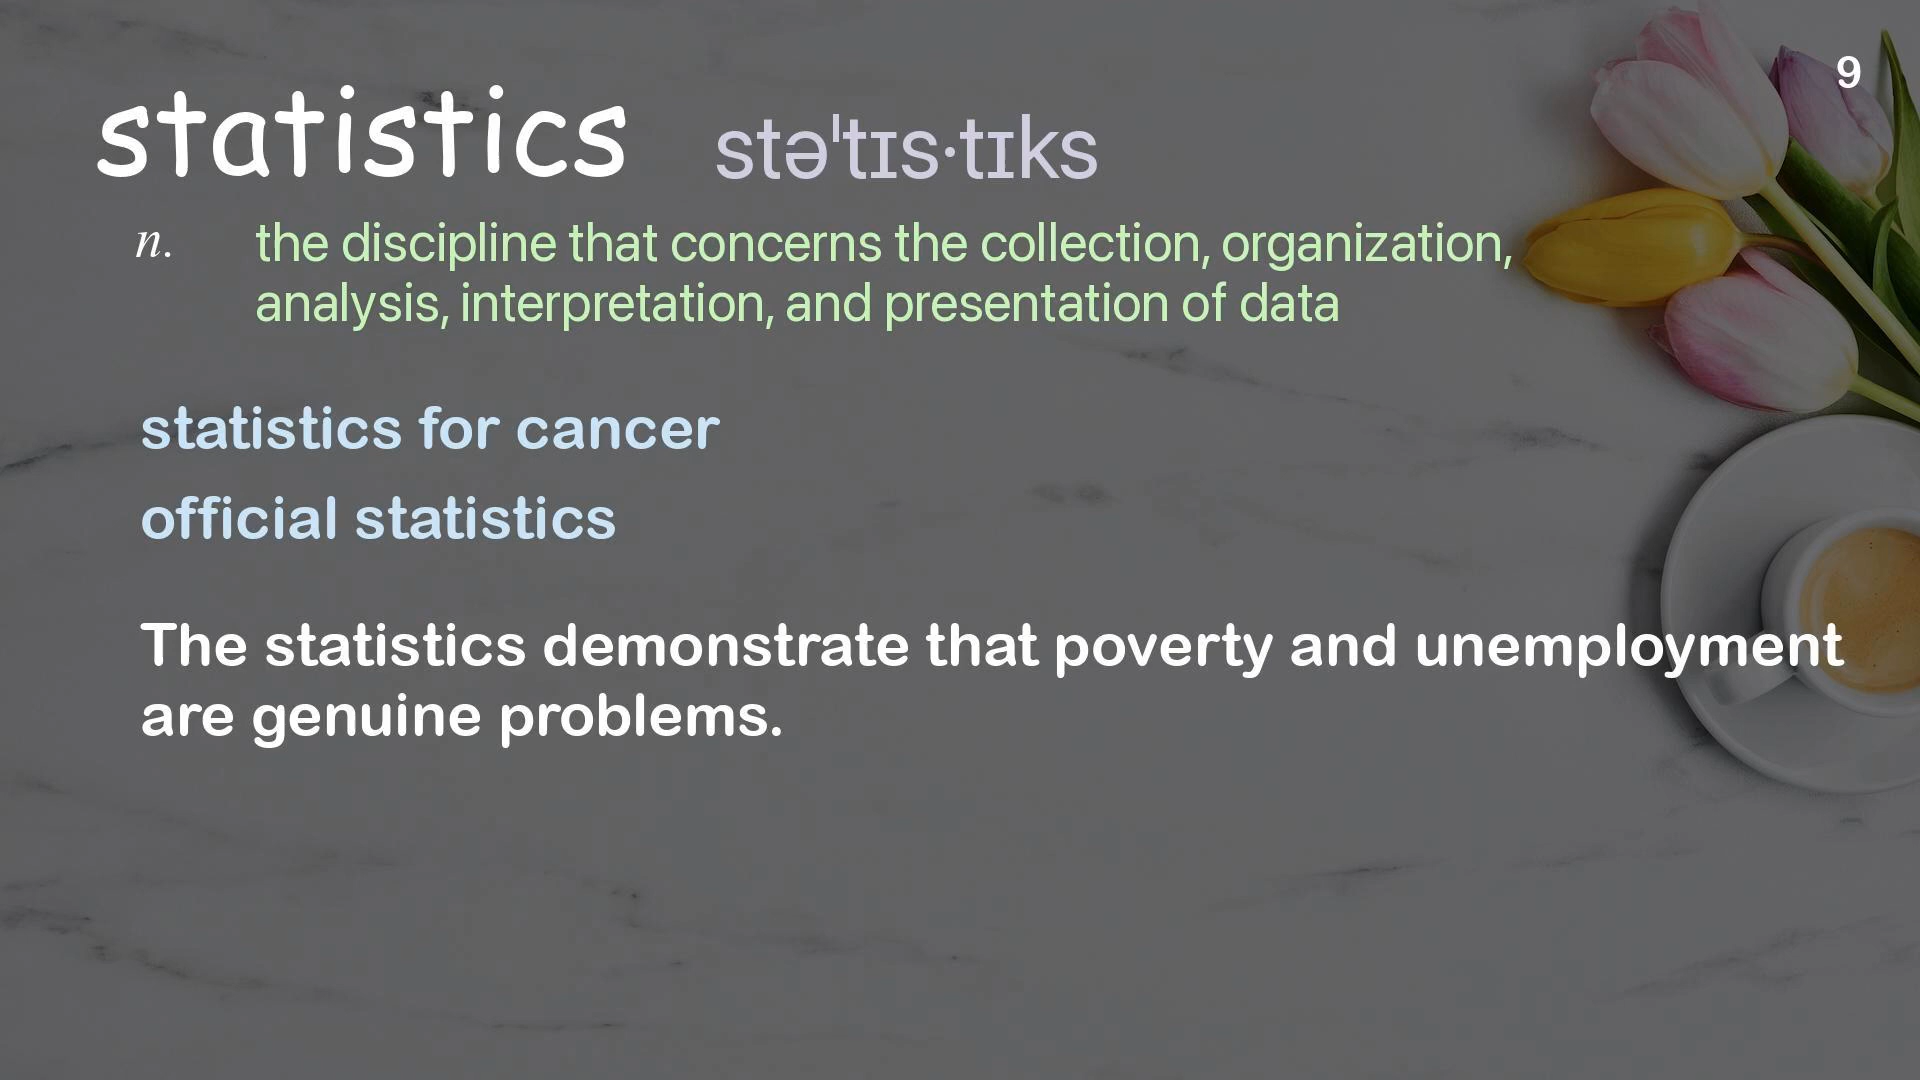 9
statistics stəˈtɪs·tɪks
n. the discipline that concerns the collection, organization,
analysis, interpretation, and presentation of data
statistics for cancer
official statistics
The statistics demonstrate that poverty and unemployment
are genuine problems.